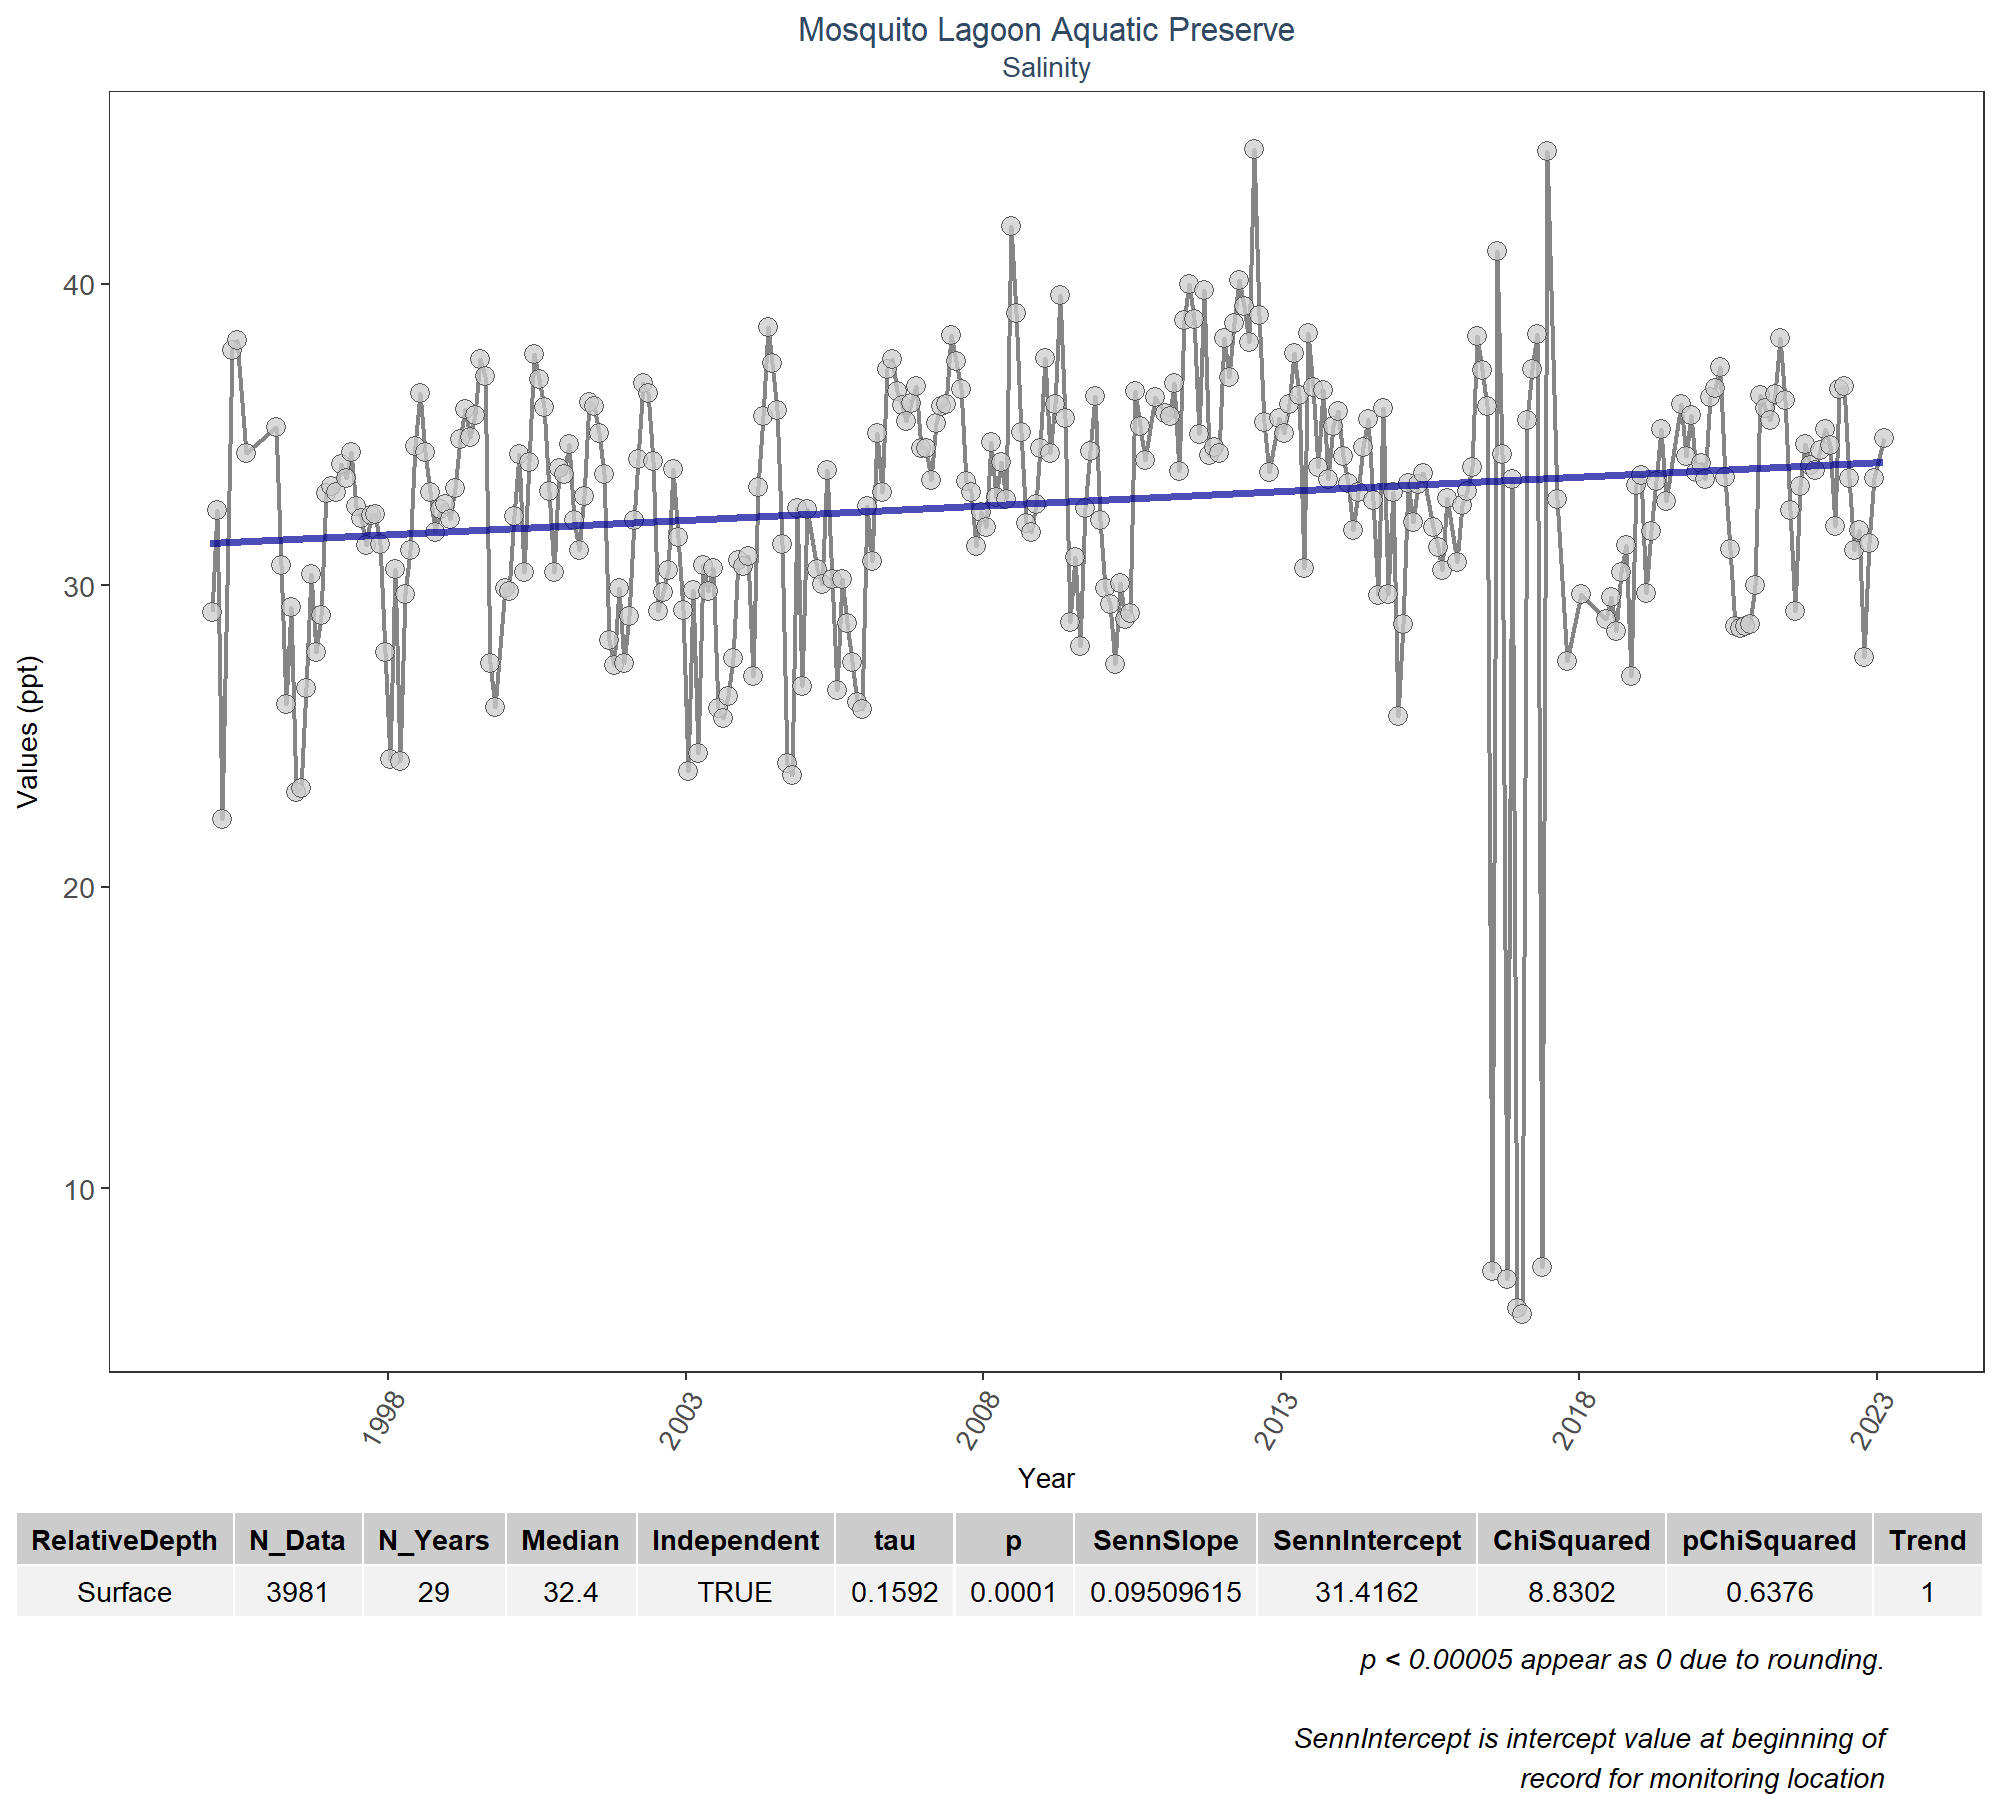 Mosquito Lagoon Aquatic Preserve
Salinity
Values (ppt)
40
30
20
10
1998 2003 2008 2013 2018 2023
Year
RelativeDepth N_Data N_Years Median Independent tau p SennSlope SennIntercept ChiSquared pChiSquared Trend
Surface 3981 29 32.4 TRUE 0.1592 0.0001 0.09509615 31.4162 8.8302 0.6376 1
p < 0.00005 appear as 0 due to rounding.
SennIntercept is intercept value at beginning of
record for monitoring location